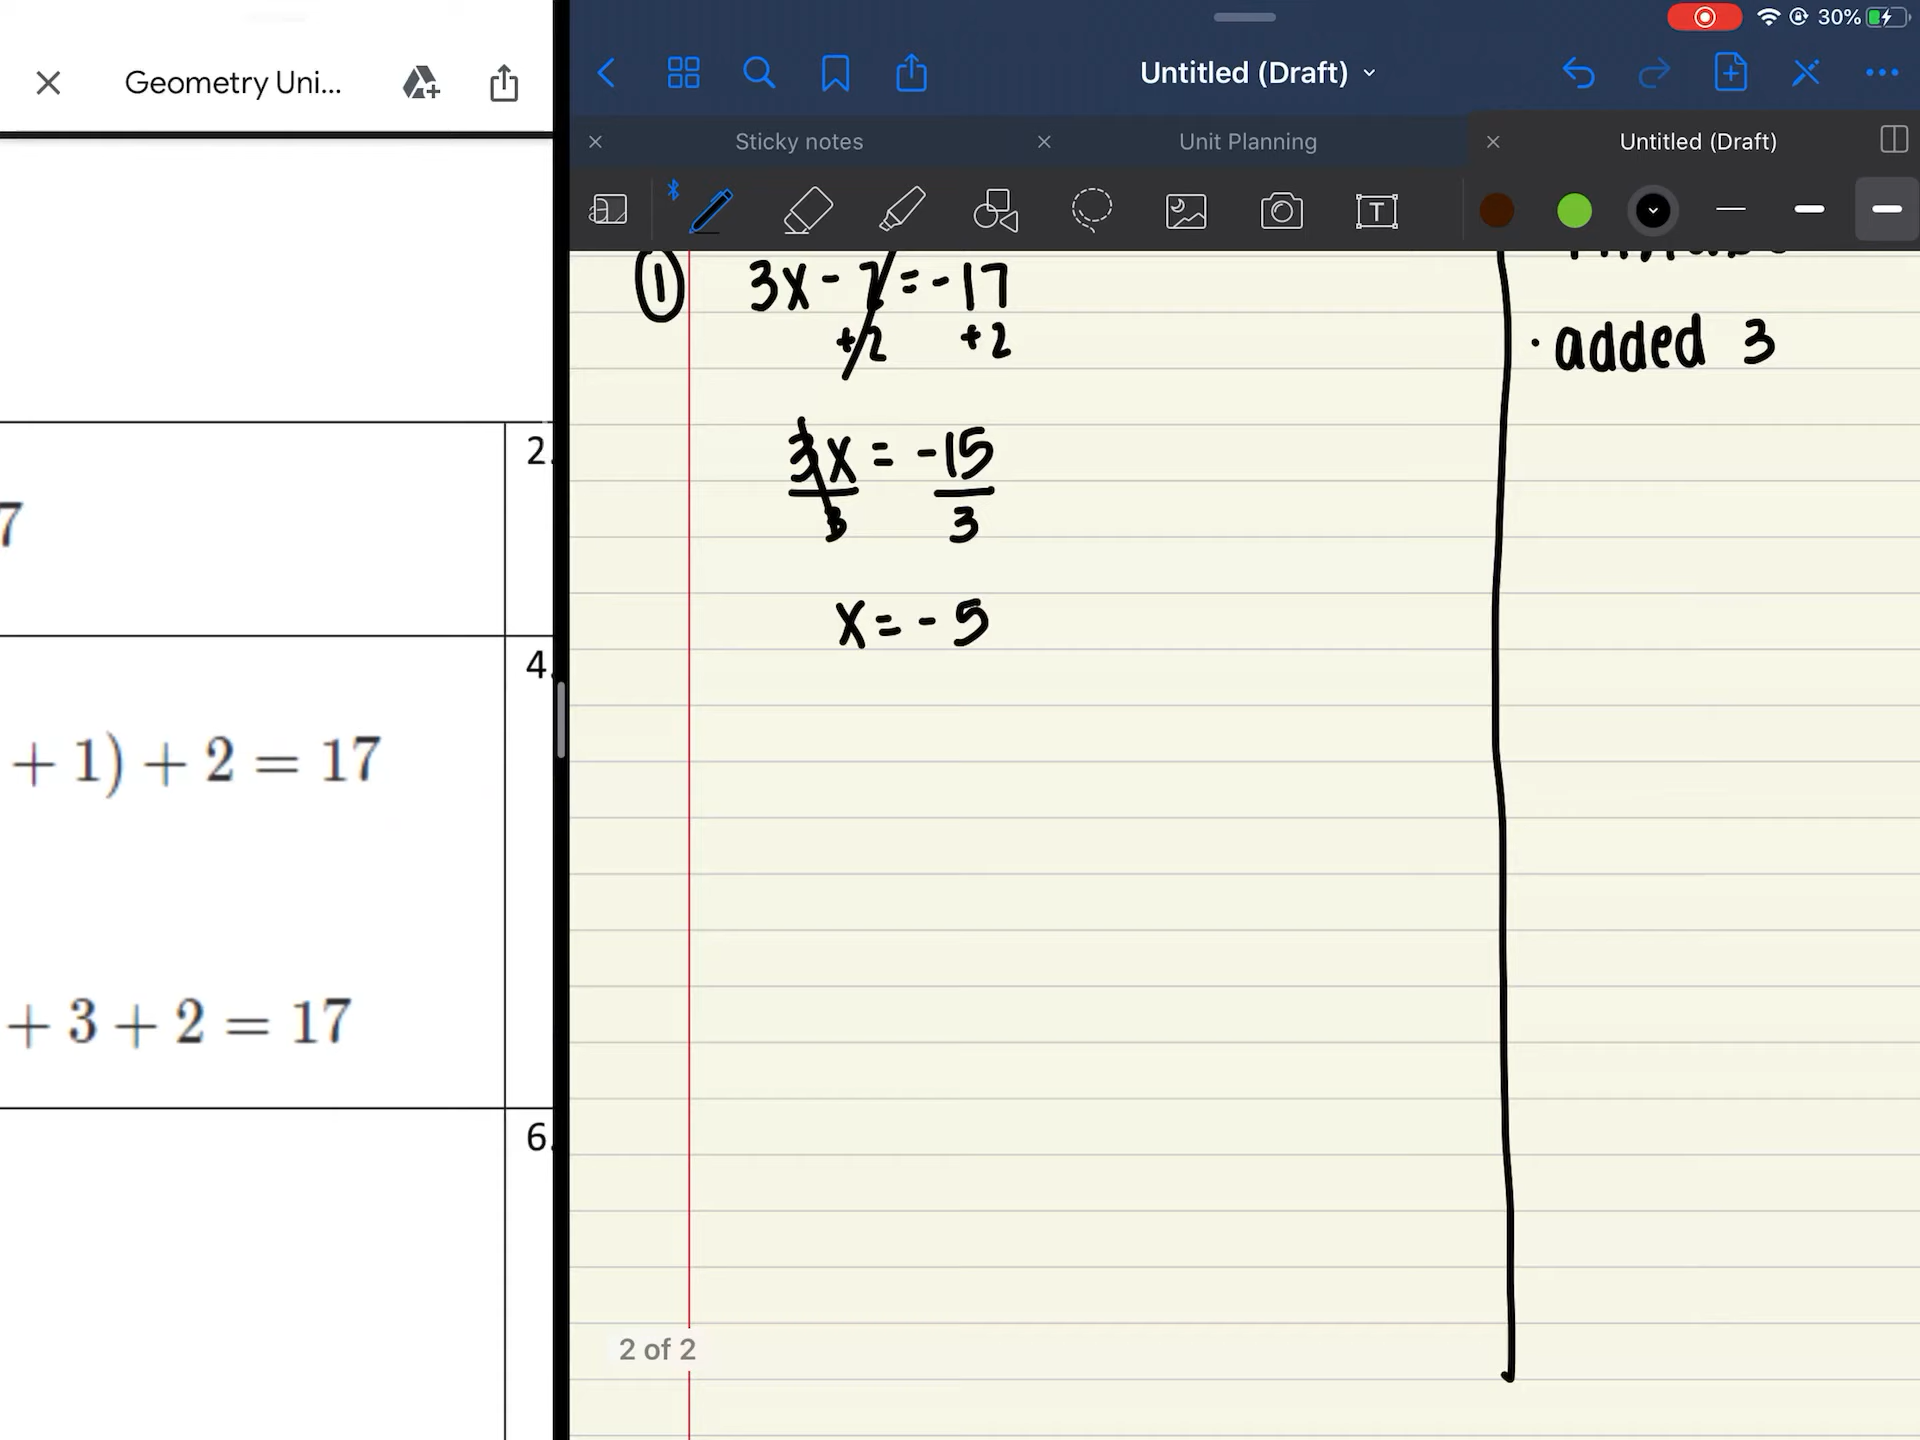 30%
Geometry Uni...
Untitled (Draft)
Sticky notes
Unit Planning
Untitled (Draft)
T
2.
7
4.
+ 1) + 2 = 17
+ 3 + 2 = 17
6.
1 3x - 2 = -17
+2 +2
3x = -15
3 3
x = - 5
· added 3
2 of 2